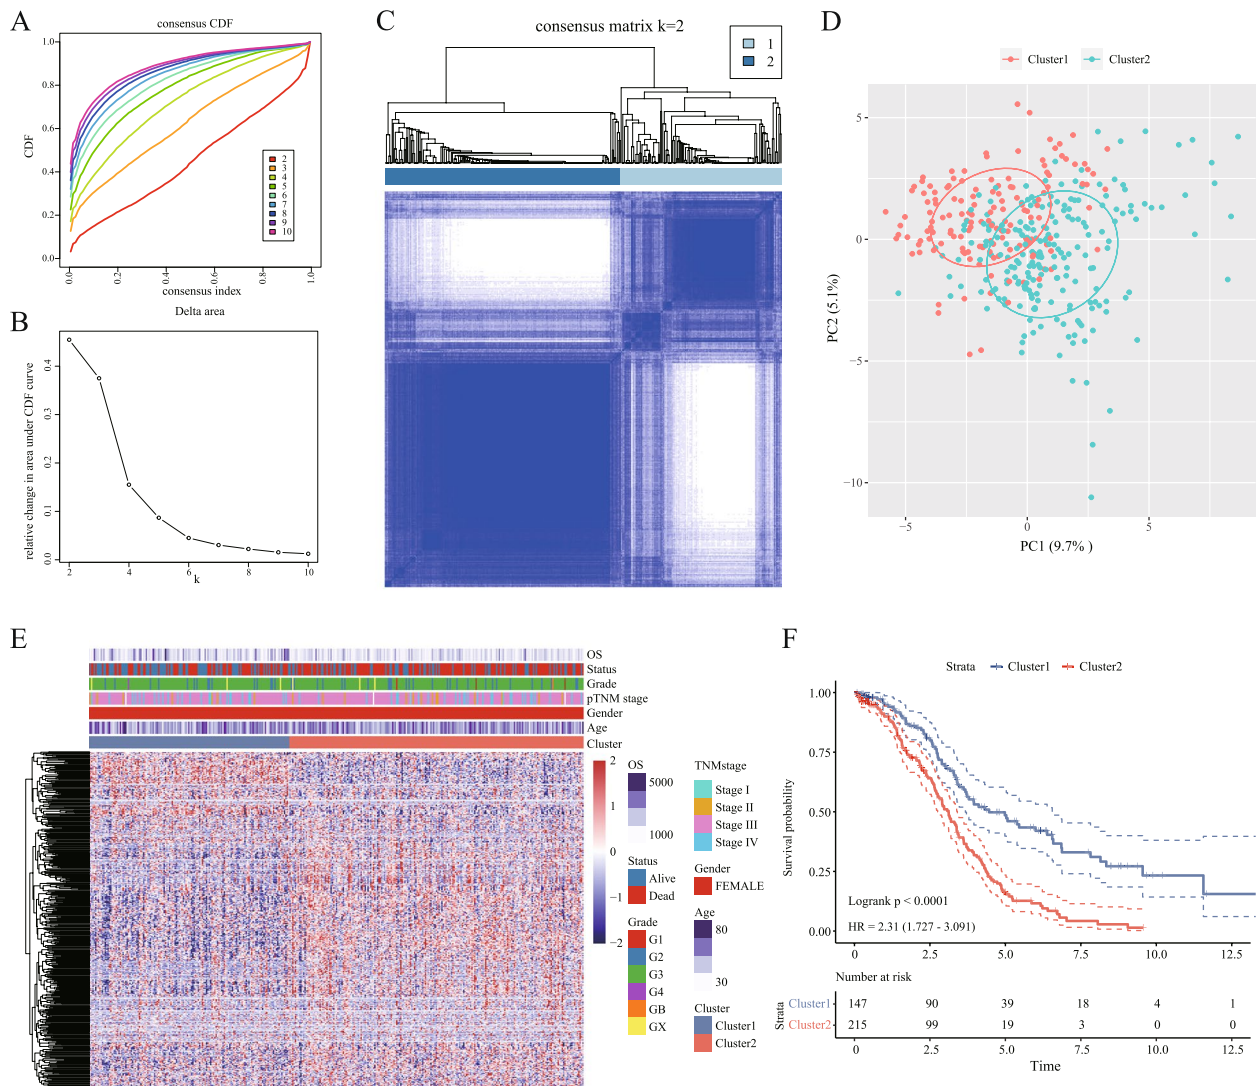 A
consensus CDF
CDF
1.0
0.8
0.6
0.4
0.2
0.0
2
3
4
5
6
7
8
9
10
0.0
0.2
0.4
0.6
0.8
1.0
consensus index
B
Delta area
relative change in area under CDF curve
0.4
0.3
0.2
0.1
0.0
2
4
6
8
10
k
C
consensus matrix k=2
1
2
D
Cluster1
Cluster2
PC2 (5.1%)
5
0
−5
−10
−5
0
5
PC1 (9.7% )
E
OS
Status
Grade
pTNM stage
Gender
Age
Cluster
2
1
0
−1
−2
OS
5000
1000
Status
Alive
Dead
Grade
G1
G2
G3
G4
GB
GX
TNMstage
Stage I
Stage II
Stage III
Stage IV
Gender
FEMALE
Age
80
30
Cluster
Cluster1
Cluster2
F
Strata
Cluster1
Cluster2
Survival probability
1.00
0.75
0.50
0.25
0.00
Logrank p < 0.0001
HR = 2.31 (1.727 - 3.091)
0
2.5
5.0
7.5
10.0
12.5
Number at risk
Strata
Cluster1 147 90 39 18 4 1
Cluster2 215 99 19 3 0 0
0
2.5
5.0
7.5
10.0
12.5
Time